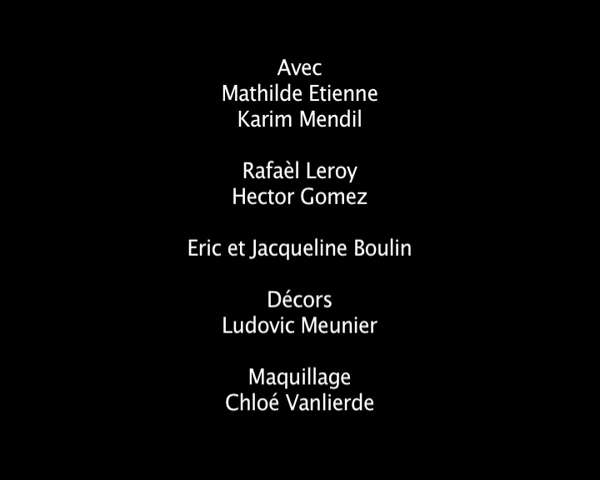 Avec
Mathilde Etienne
Karim Mendil
Rafaèl Leroy
Hector Gomez
Eric et Jacqueline Boulin
Décors
Ludovic Meunier
Maquillage
Chloé Vanlierde